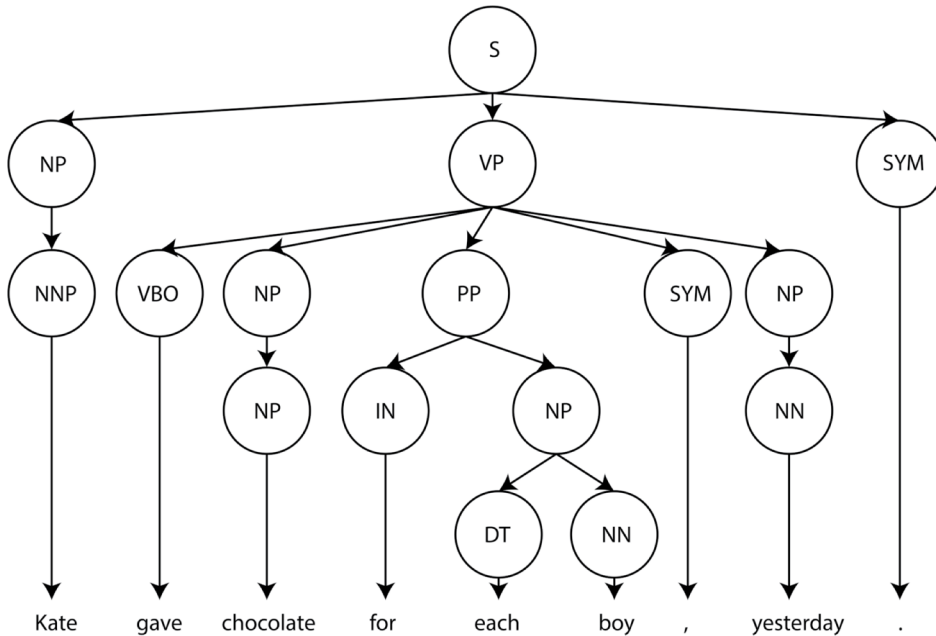 S
NP VP SYM
NNP VBO NP PP SYM NP
NP IN NP NN
DT NN
Kate gave chocolate for each boy , yesterday .